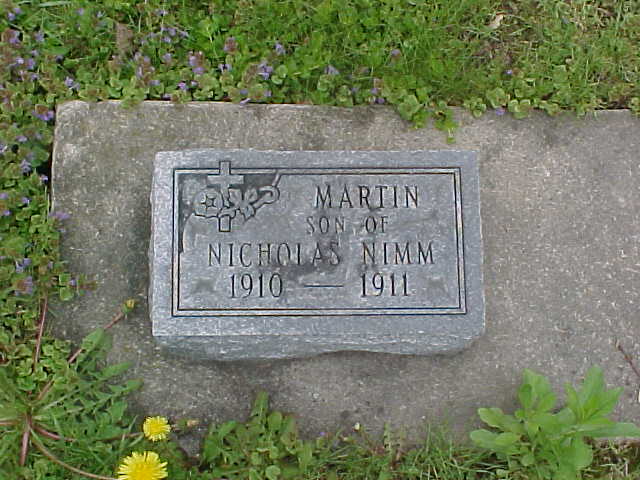 MARTIN
SON OF
NICHOLAS NIMM
1910 — 1911